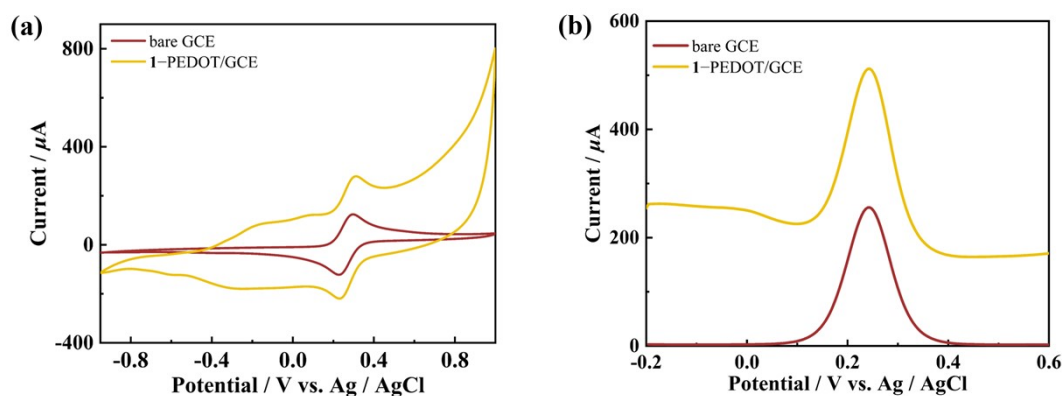 (a)
bare GCE
1−PEDOT/GCE
800
400
0
-400
Current / μA
-0.8
-0.4
0.0
0.4
0.8
Potential / V vs. Ag / AgCl
(b)
bare GCE
1−PEDOT/GCE
600
400
200
0
Current / μA
-0.2
0.0
0.2
0.4
0.6
Potential / V vs. Ag / AgCl